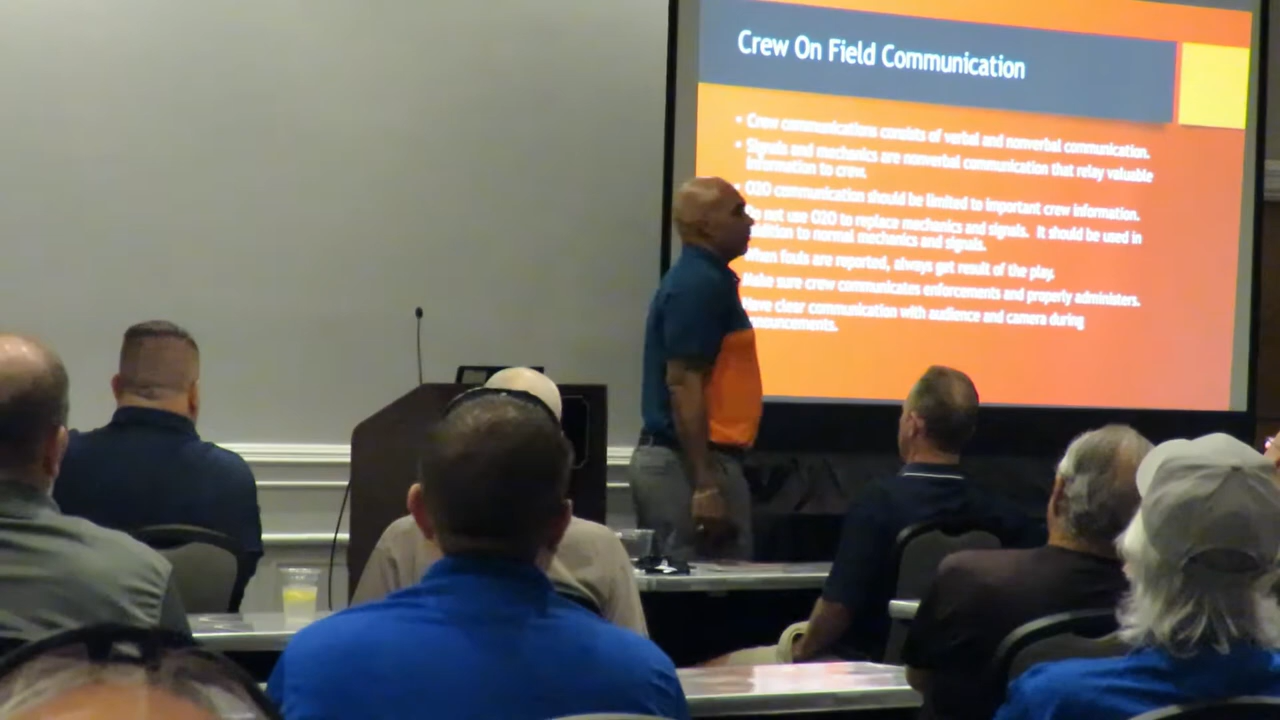 Crew On Field Communication
• Crew communications consists of verbal and nonverbal communication.
• Signals and mechanics are nonverbal communication that relay valuable
information to crew.
• O2O communication should be limited to important crew information.
not use O2O to replace mechanics and signals. It should be used in
to normal mechanics and signals.
fouls are reported, always get result of the play.
Make sure crew communicates enforcements and properly administers.
Have clear communication with audience and camera during